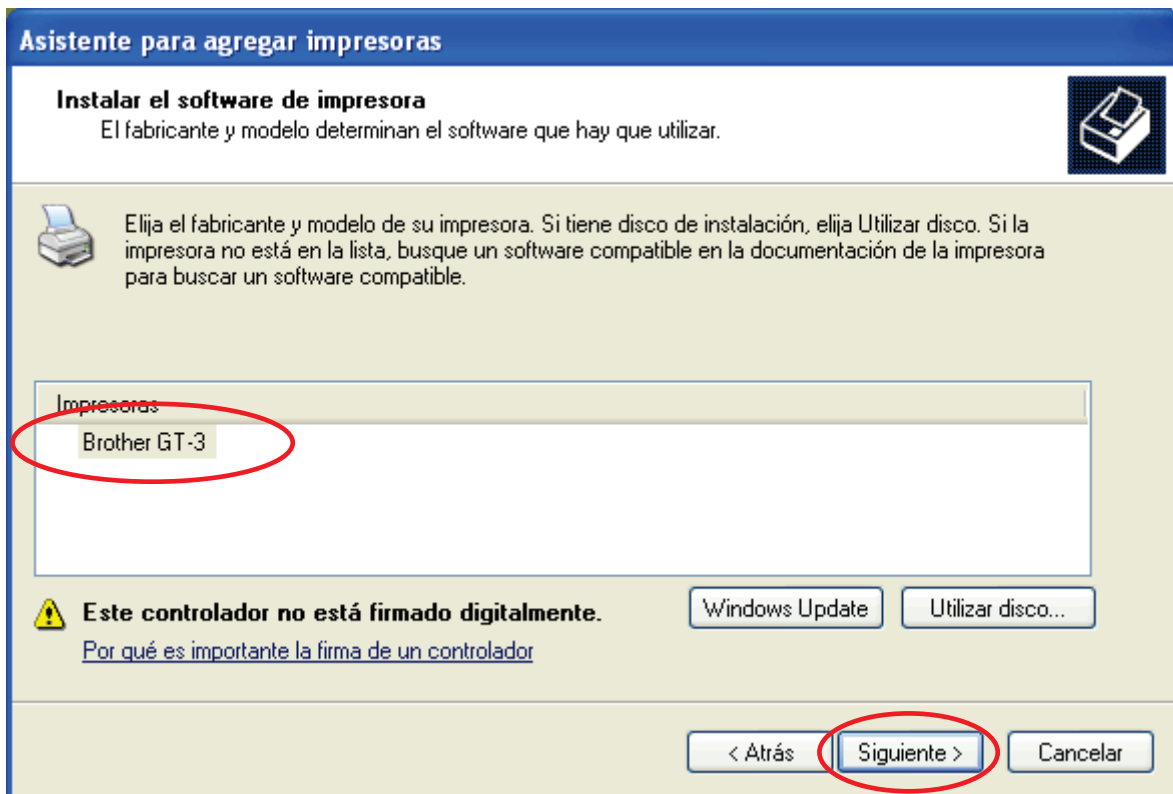 Asistente para agregar impresoras
Instalar el software de impresora
El fabricante y modelo determinan el software que hay que utilizar.
Elija el fabricante y modelo de su impresora. Si tiene disco de instalación, elija Utilizar disco. Si la
impresora no está en la lista, busque un software compatible en la documentación de la impresora
para buscar un software compatible.
Impresoras
Brother GT-3
Este controlador no está firmado digitalmente.
Por qué es importante la firma de un controlador
Windows Update
Utilizar disco...
< Atrás
Siguiente >
Cancelar